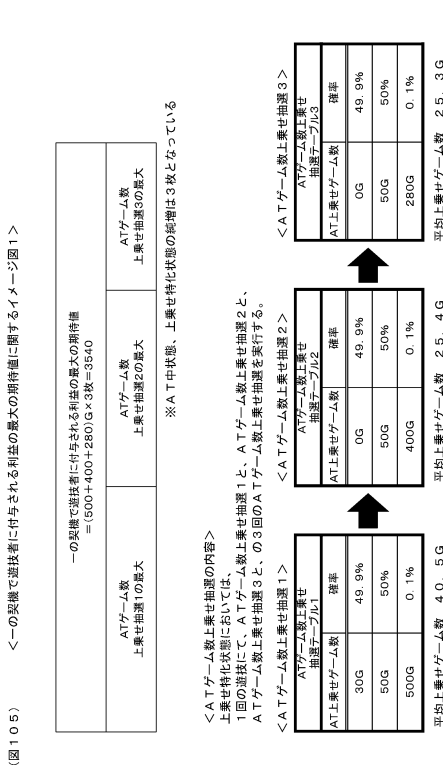 (図105)　＜一の契機で遊技者に付与される利益の最大の期待値に関するイメージ図1＞
一の契機で遊技者に付与される利益の最大の期待値
＝(500＋400＋280)G×3枚＝3540
ATゲーム数
上乗せ抽選1の最大
ATゲーム数
上乗せ抽選2の最大
ATゲーム数
上乗せ抽選3の最大
※ＡＴ中状態、上乗せ特化状態の純増は３枚となっている
＜ＡＴゲーム数上乗せ抽選の内容＞
上乗せ特化状態においては、
１回の遊技にて、ＡＴゲーム数上乗せ抽選１と、ＡＴゲーム数上乗せ抽選２と、
ＡＴゲーム数上乗せ抽選３と、の３回のＡＴゲーム数上乗せ抽選を実行する。
＜ＡＴゲーム数上乗せ抽選１＞
ATゲーム数上乗せ
抽選テーブル1
AT上乗せゲーム数 確率
30G 49. 9%
50G 50%
500G 0. 1%
平均上乗せゲーム数　４０．５Ｇ
＜ＡＴゲーム数上乗せ抽選２＞
ATゲーム数上乗せ
抽選テーブル2
AT上乗せゲーム数 確率
0G 49. 9%
50G 50%
400G 0. 1%
平均上乗せゲーム数　２５．４Ｇ
＜ＡＴゲーム数上乗せ抽選３＞
ATゲーム数上乗せ
抽選テーブル3
AT上乗せゲーム数 確率
0G 49. 9%
50G 50%
280G 0. 1%
平均上乗せゲーム数　２５．３Ｇ